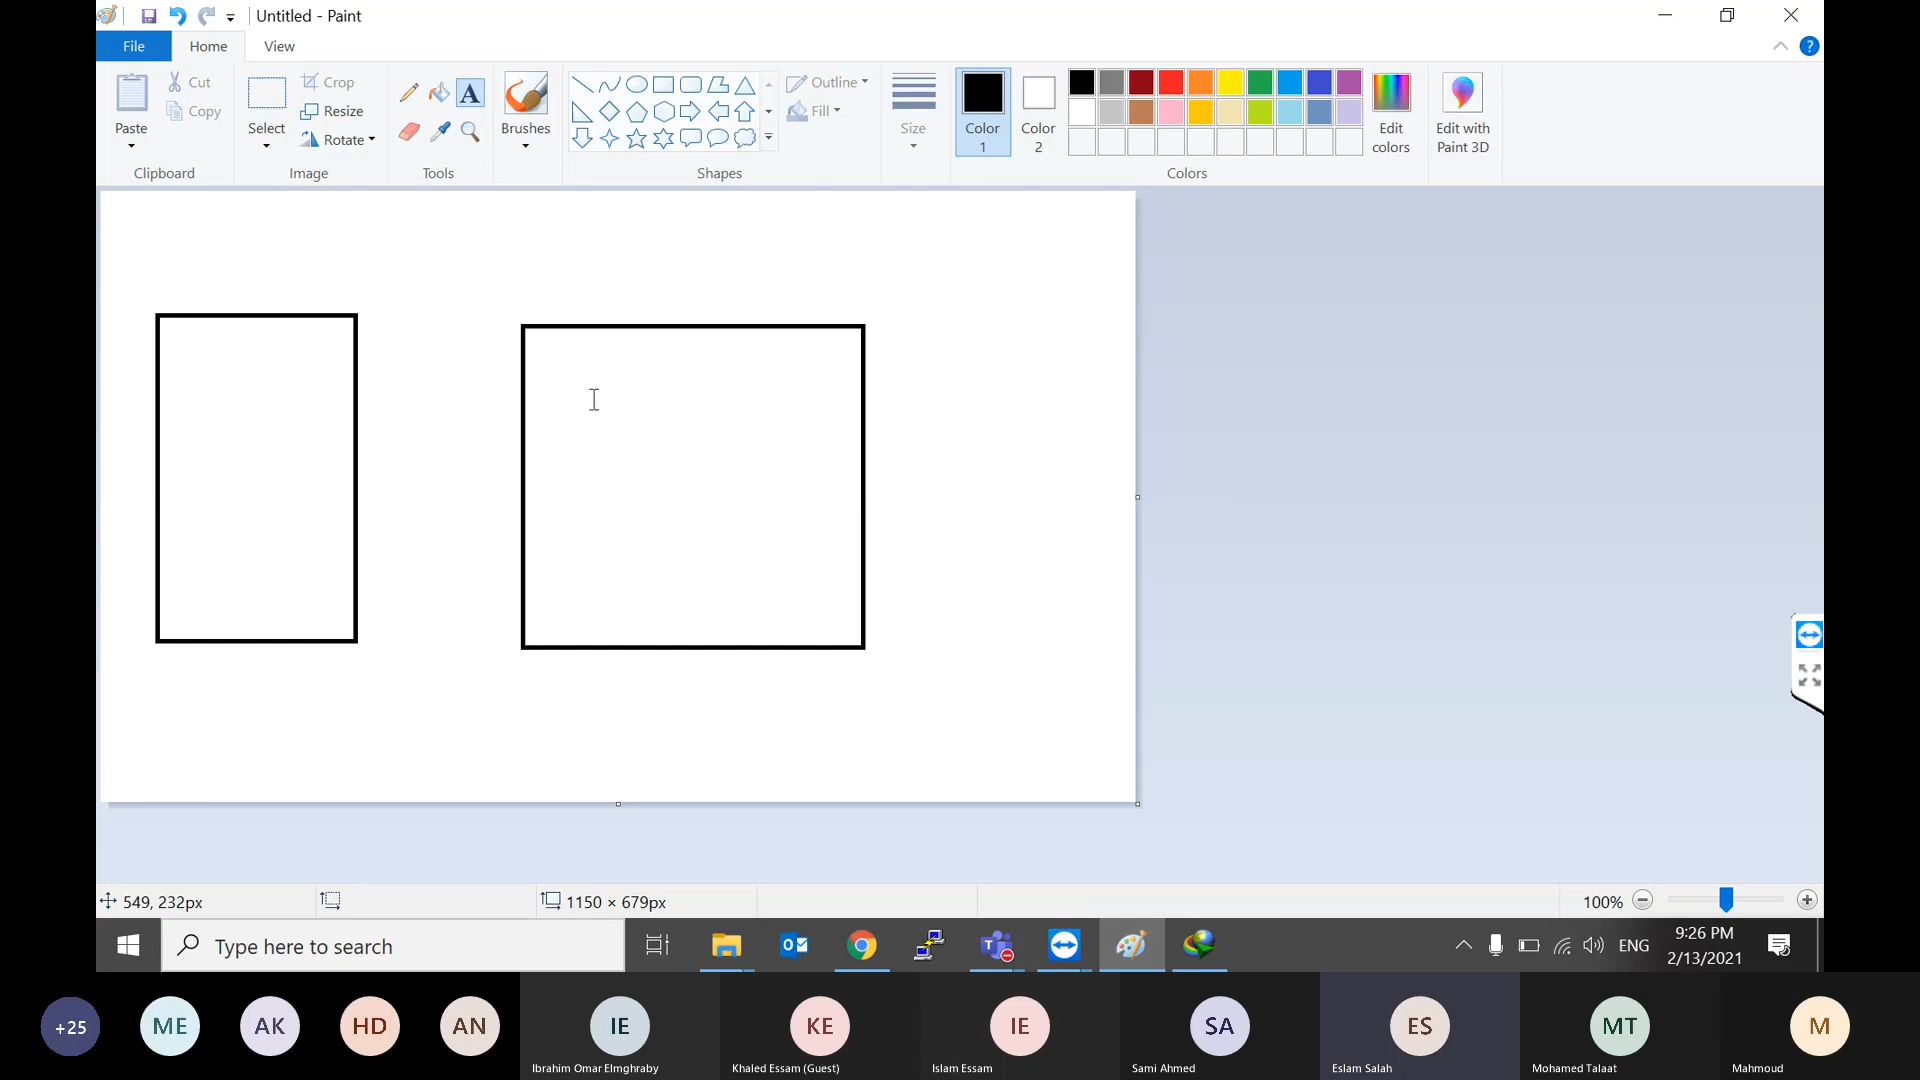 Untitled - Paint
File Home View
Paste
Cut
Copy
Clipboard
Select
Crop
Resize
Rotate
Image
A
Tools
Brushes
Shapes
Outline
Fill
Size
Color 1
Color 2
Colors
Edit colors
Edit with Paint 3D
549, 232px
1150 × 679px
100%
Type here to search
ENG
9:26 PM
2/13/2021
+25
ME
AK
HD
AN
IE
Ibrahim Omar Elmghraby
KE
Khaled Essam (Guest)
IE
Islam Essam
SA
Sami Ahmed
ES
Eslam Salah
MT
Mohamed Talaat
M
Mahmoud